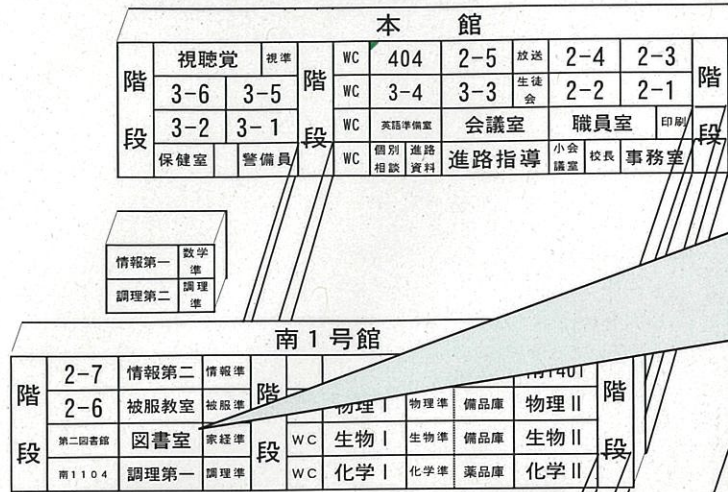 本館
視聴覚 視準 WC 404 2-5 放送 2-4 2-3
階段 階段 階段
3-6 3-5 WC 3-4 3-3 生徒会 2-2 2-1
3-2 3-1 WC 英語準備室 会議室 職員室 印刷
保健室 警備員 WC 個別相談 進路資料 進路指導 小会議室 校長 事務室
情報第一 数学準
調理第二 調理準
南1号館
2-7 情報第二 情報準 南1401
階段 階段 階段
2-6 被服教室 被服準 物理Ⅰ 物理準 備品庫 物理Ⅱ
第二図書館 図書室 家経準 WC 生物Ⅰ 生物準 備品庫 生物Ⅱ
南1104 調理第一 調理準 WC 化学Ⅰ 化学準 薬品庫 化学Ⅱ